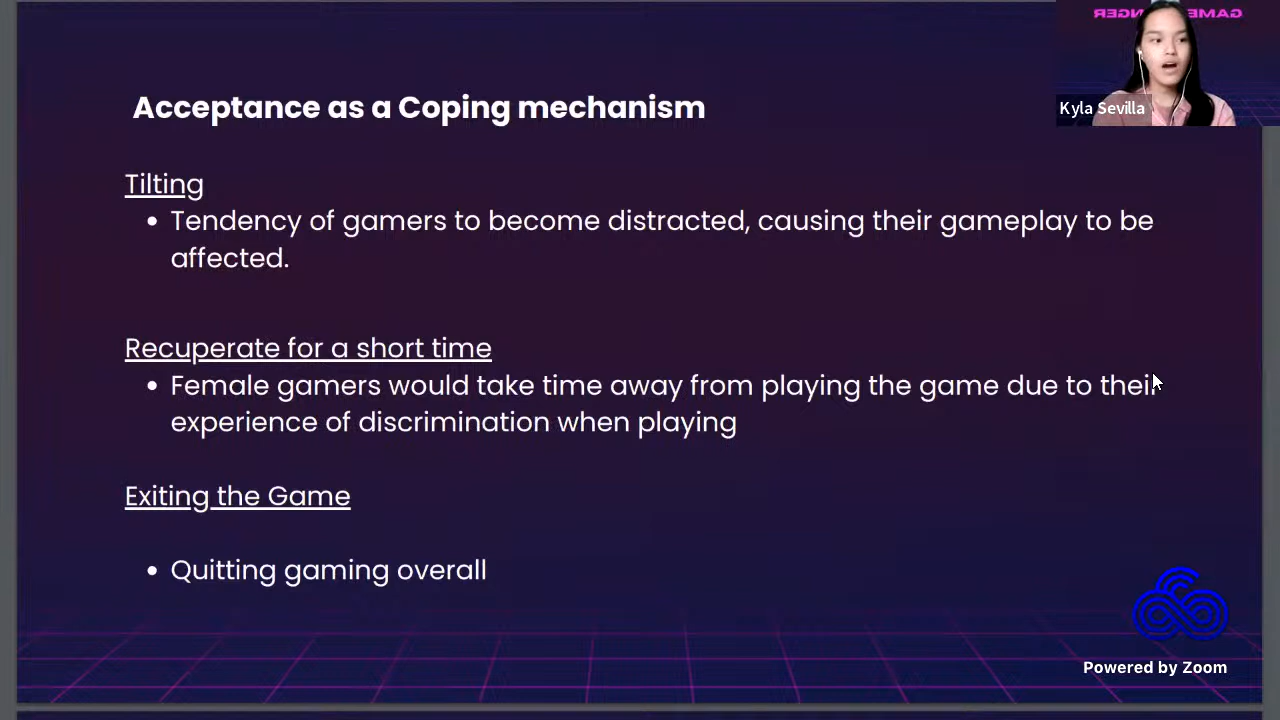 Acceptance as a Coping mechanism
Kyla Sevilla
Tilting
• Tendency of gamers to become distracted, causing their gameplay to be
affected.
Recuperate for a short time
• Female gamers would take time away from playing the game due to their
experience of discrimination when playing
Exiting the Game
• Quitting gaming overall
Powered by Zoom